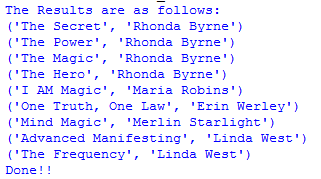 The Results are as follows:
('The Secret', 'Rhonda Byrne')
('The Power', 'Rhonda Byrne')
('The Magic', 'Rhonda Byrne')
('The Hero', 'Rhonda Byrne')
('I AM Magic', 'Maria Robins')
('One Truth, One Law', 'Erin Werley')
('Mind Magic', 'Merlin Starlight')
('Advanced Manifesting', 'Linda West')
('The Frequency', 'Linda West')
Done!!